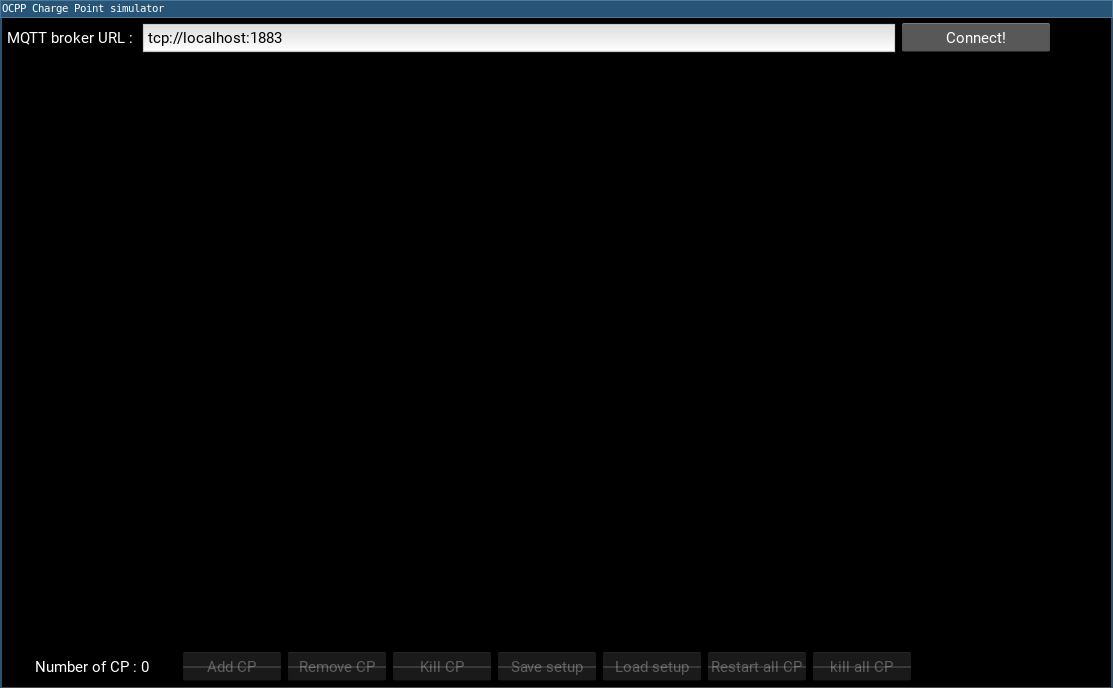 OCPP Charge Point simulator
MQTT broker URL : tcp://localhost:1883 Connect!
Number of CP : 0 Add CP Remove CP Kill CP Save setup Load setup Restart all CP kill all CP